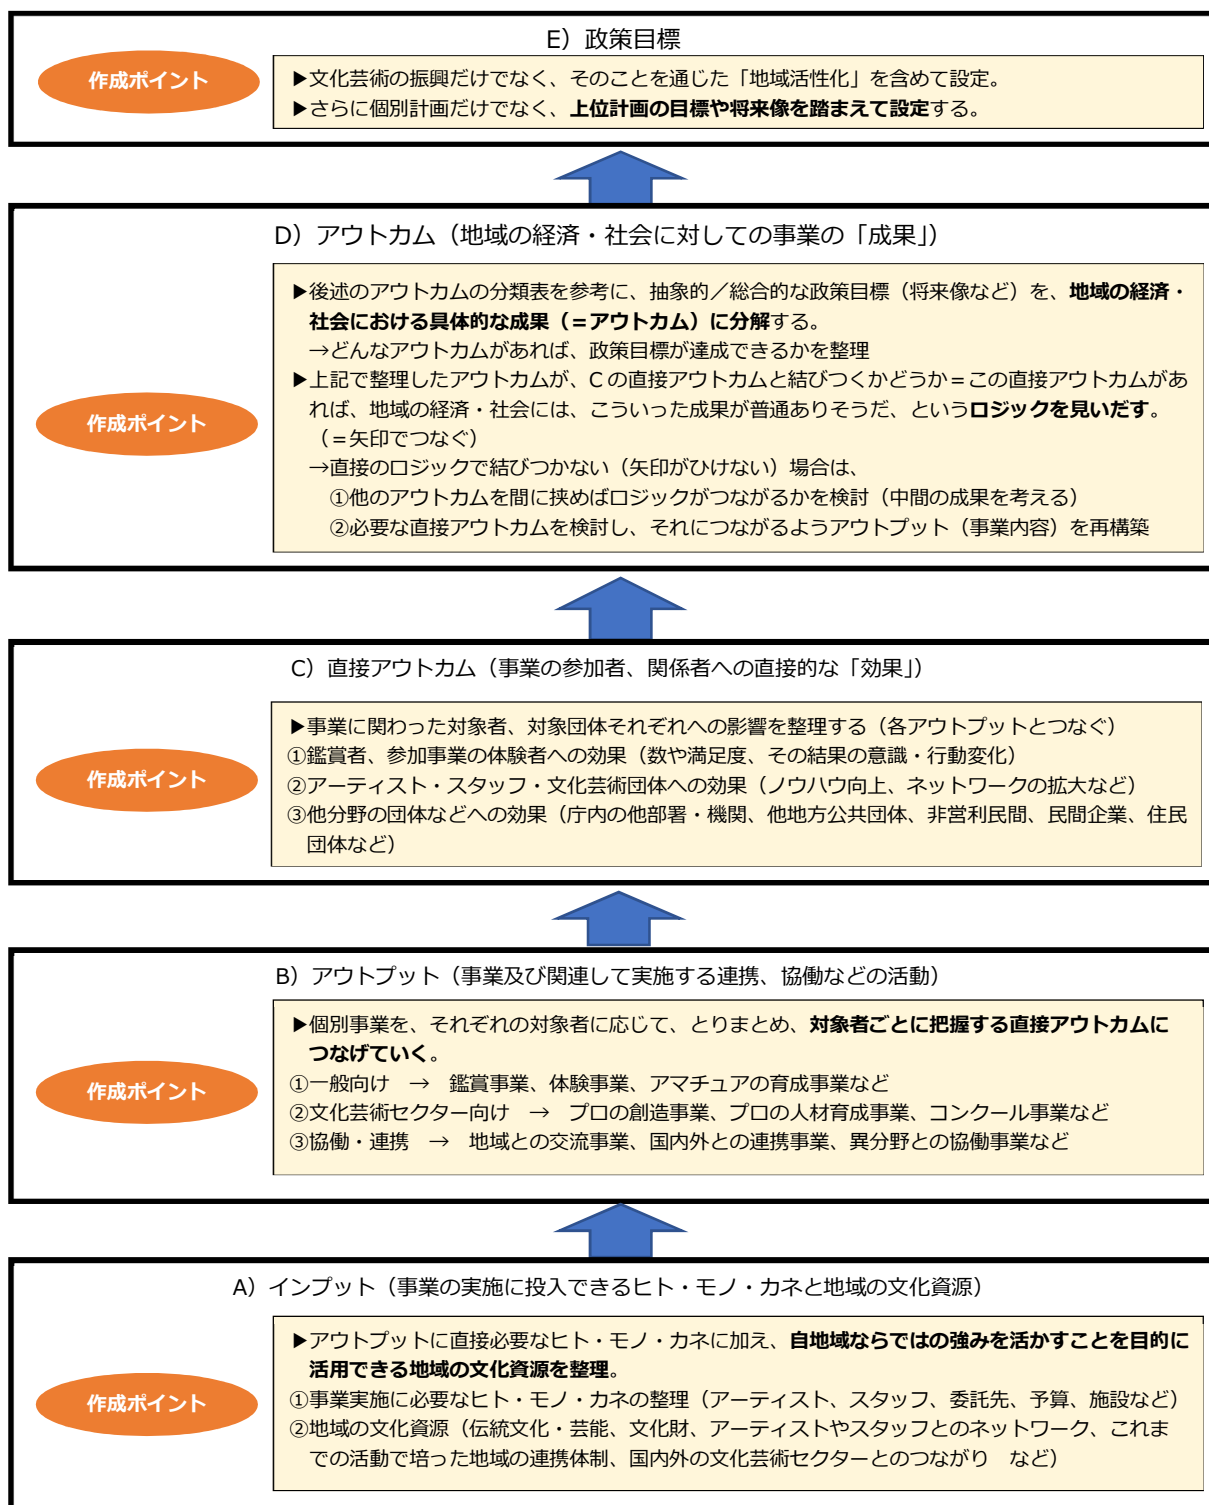 E）政策目標
作成ポイント
▶文化芸術の振興だけでなく、そのことを通じた「地域活性化」を含めて設定。
▶さらに個別計画だけでなく、上位計画の目標や将来像を踏まえて設定する。
D）アウトカム（地域の経済・社会に対しての事業の「成果」）
作成ポイント
▶後述のアウトカムの分類表を参考に、抽象的／総合的な政策目標（将来像など）を、地域の経済・
社会における具体的な成果（＝アウトカム）に分解する。
→どんなアウトカムがあれば、政策目標が達成できるかを整理
▶上記で整理したアウトカムが、C の直接アウトカムと結びつくかどうか＝この直接アウトカムがあ
れば、地域の経済・社会には、こういった成果が普通ありそうだ、というロジックを見いだす。
（＝矢印でつなぐ）
→直接のロジックで結びつかない（矢印がひけない）場合は、
①他のアウトカムを間に挟めばロジックがつながるかを検討（中間の成果を考える）
②必要な直接アウトカムを検討し、それにつながるようアウトプット（事業内容）を再構築
C）直接アウトカム（事業の参加者、関係者への直接的な「効果」）
作成ポイント
▶事業に関わった対象者、対象団体それぞれへの影響を整理する（各アウトプットとつなぐ）
①鑑賞者、参加事業の体験者への効果（数や満足度、その結果の意識・行動変化）
②アーティスト・スタッフ・文化芸術団体への効果（ノウハウ向上、ネットワークの拡大など）
③他分野の団体などへの効果（庁内の他部署・機関、他地方公共団体、非営利民間、民間企業、住民
団体など）
B）アウトプット（事業及び関連して実施する連携、協働などの活動）
作成ポイント
▶個別事業を、それぞれの対象者に応じて、とりまとめ、対象者ごとに把握する直接アウトカムに
つなげていく。
①一般向け　→　鑑賞事業、体験事業、アマチュアの育成事業など
②文化芸術セクター向け　→　プロの創造事業、プロの人材育成事業、コンクール事業など
③協働・連携　→　地域との交流事業、国内外との連携事業、異分野との協働事業など
A）インプット（事業の実施に投入できるヒト・モノ・カネと地域の文化資源）
作成ポイント
▶アウトプットに直接必要なヒト・モノ・カネに加え、自地域ならではの強みを活かすことを目的に
活用できる地域の文化資源を整理。
①事業実施に必要なヒト・モノ・カネの整理（アーティスト、スタッフ、委託先、予算、施設など）
②地域の文化資源（伝統文化・芸能、文化財、アーティストやスタッフとのネットワーク、これま
での活動で培った地域の連携体制、国内外の文化芸術セクターとのつながり　など）